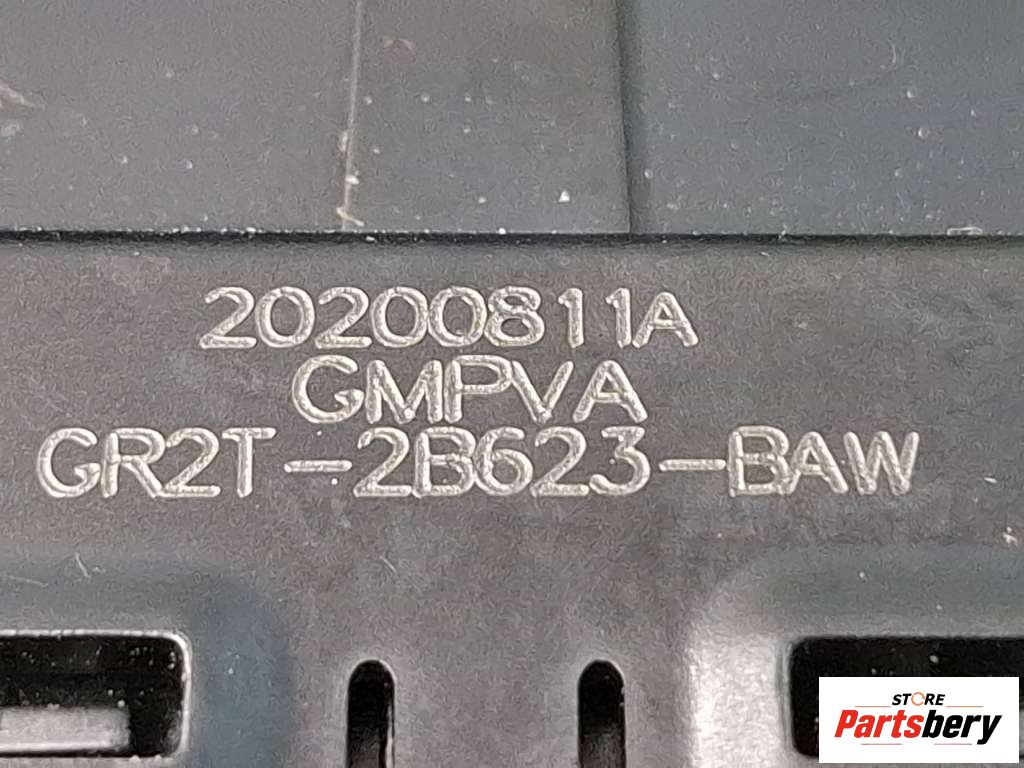 20200811A
GMPVA
GR2T-2B623-BAW
STORE
Partsbery